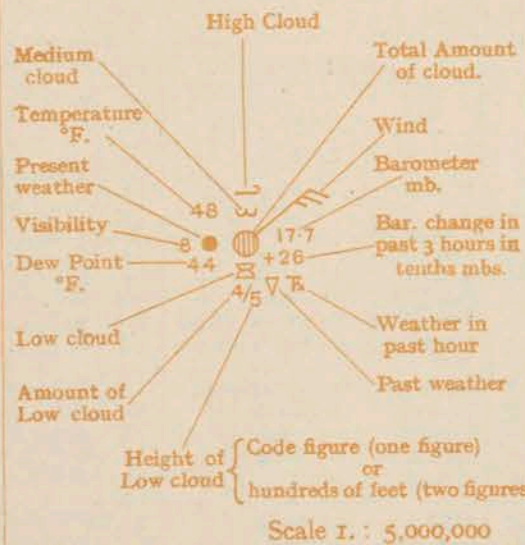 High Cloud
Medium
cloud
Total Amount
of cloud.
Temperature
°F.
Wind
Present
weather
Barometer
mb.
48
Visibility
8
17·7
Bar. change in
past 3 hours in
tenths mbs.
Dew Point
°F.
44
+26
4/5
Low cloud
Weather in
past hour
Amount of
Low cloud
Past weather
Height of
Low cloud
Code figure (one figure)
or
hundreds of feet (two figures
Scale 1. : 5,000,000